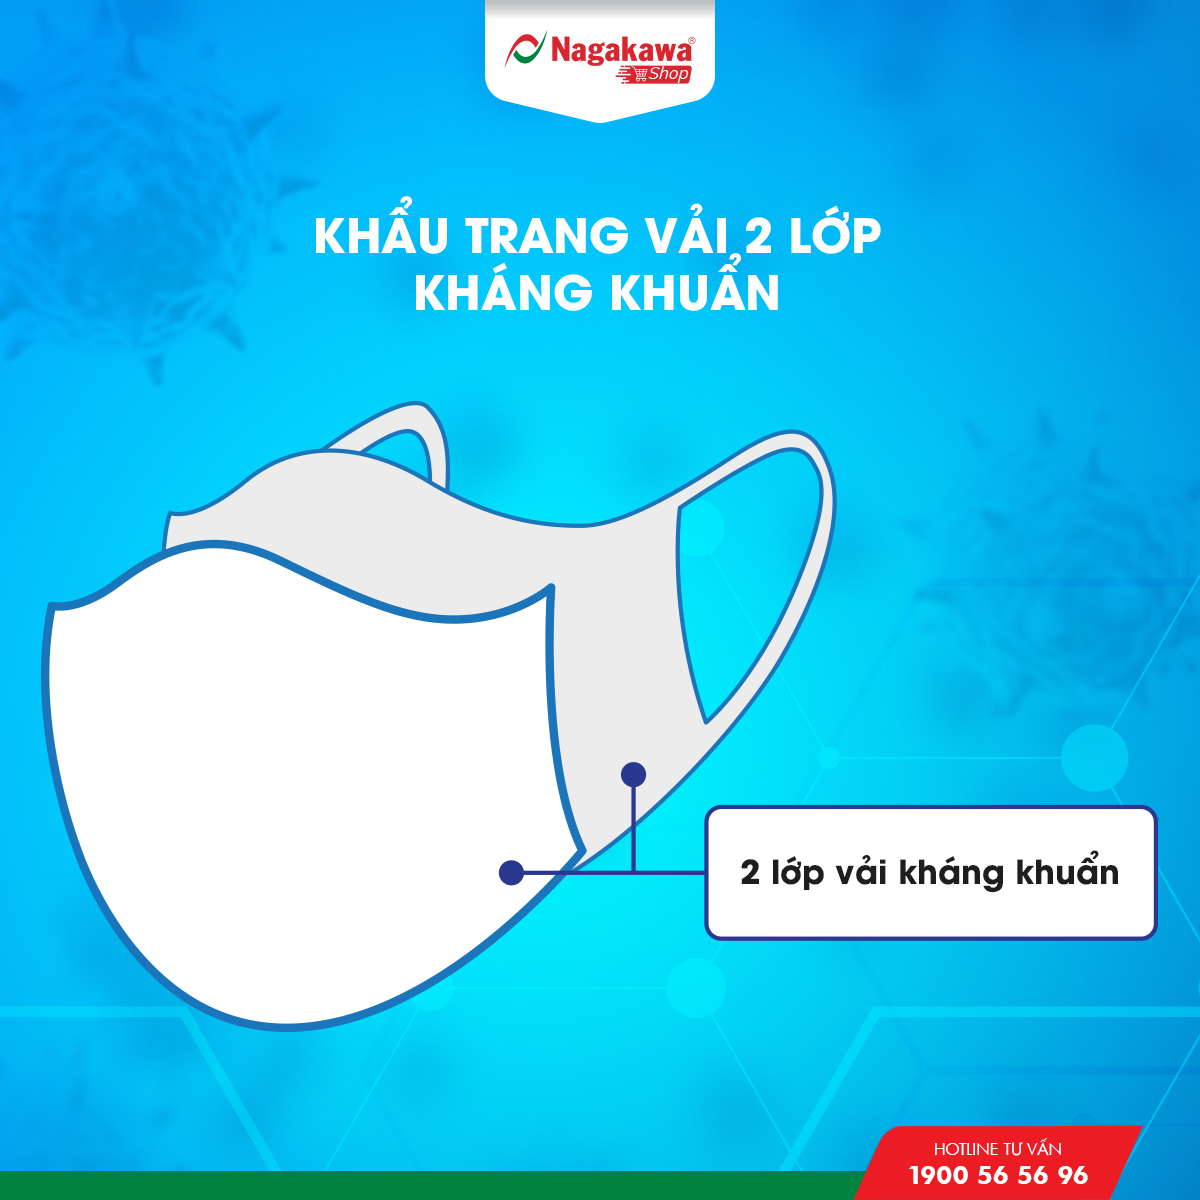 Nagakawa®
Shop
KHẨU TRANG VẢI 2 LỚP
KHÁNG KHUẨN
2 lớp vải kháng khuẩn
HOTLINE TƯ VẤN
1900 56 56 96